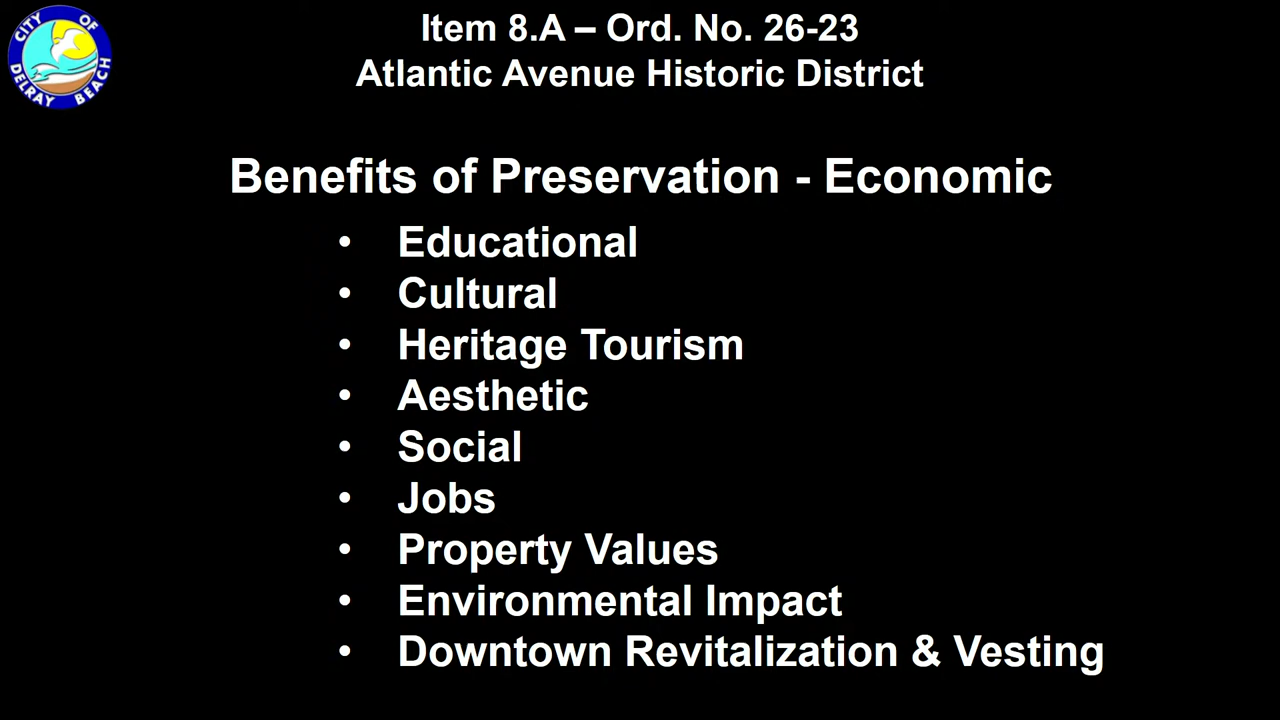 CITY OF
DELRAY BEACH
Item 8.A – Ord. No. 26-23
Atlantic Avenue Historic District
Benefits of Preservation - Economic
• Educational
• Cultural
• Heritage Tourism
• Aesthetic
• Social
• Jobs
• Property Values
• Environmental Impact
• Downtown Revitalization & Vesting